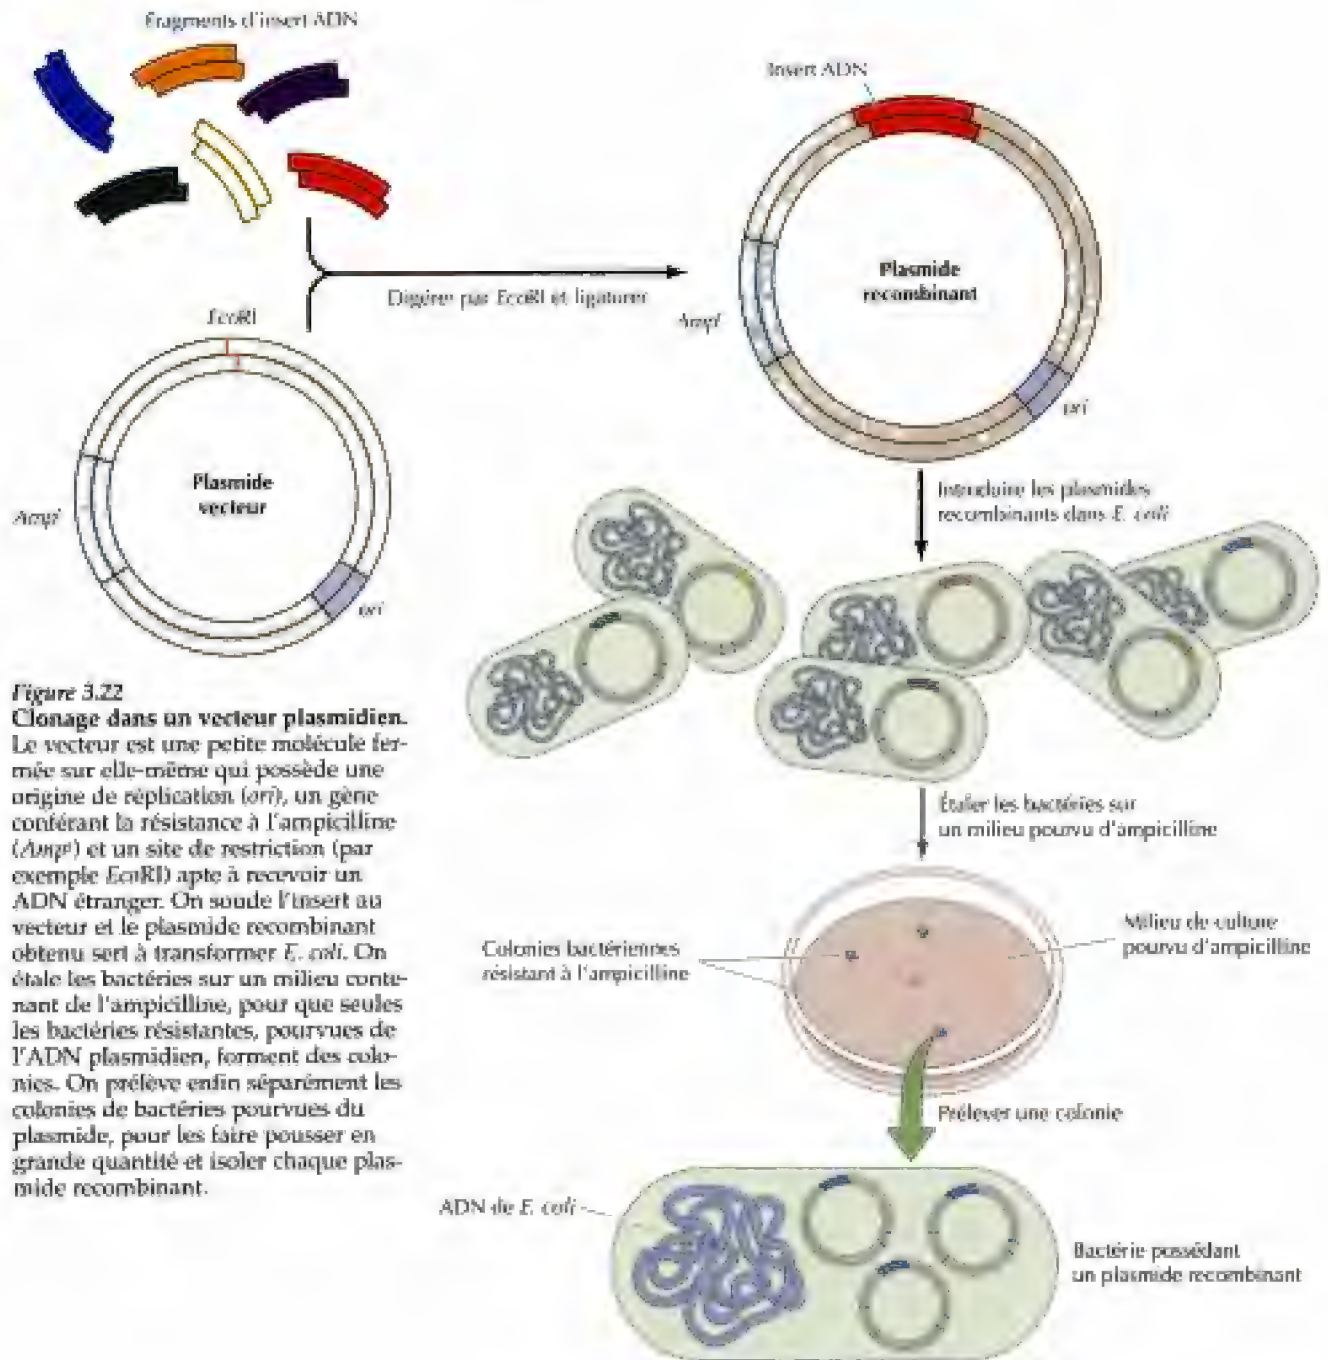 Fragments d'insert ADN
Insert ADN
Plasmide
recombinant
Digérer par EcoRI et ligaturer
EcoRI
Ampr
ori
Plasmide
vecteur
Ampr
ori
Introduire les plasmides
recombinants dans E. coli
Figure 3.22
Clonage dans un vecteur plasmidien.
Le vecteur est une petite molécule fer-
mée sur elle-même qui possède une
origine de réplication (ori), un gène
conférant la résistance à l'ampicilline
(Ampr) et un site de restriction (par
exemple EcoRI) apte à recevoir un
ADN étranger. On soude l'insert au
vecteur et le plasmide recombinant
obtenu sert à transformer E. coli. On
étale les bactéries sur un milieu conte-
nant de l'ampicilline, pour que seules
les bactéries résistantes, pourvues de
l'ADN plasmidien, forment des colo-
nies. On prélève enfin séparément les
colonies de bactéries pourvues du
plasmide, pour les faire pousser en
grande quantité et isoler chaque plas-
mide recombinant.
Étaler les bactéries sur
un milieu pourvu d'ampicilline
Colonies bactériennes
résistant à l'ampicilline
Milieu de culture
pourvu d'ampicilline
Prélever une colonie
ADN de E. coli
Bactérie possédant
un plasmide recombinant